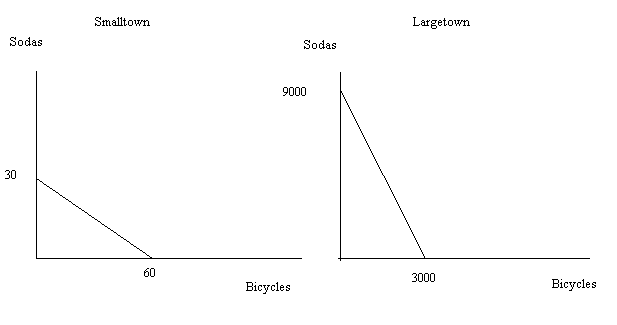 Smalltown
Sodas
30
60
Bicycles
Largetown
Sodas
9000
3000
Bicycles